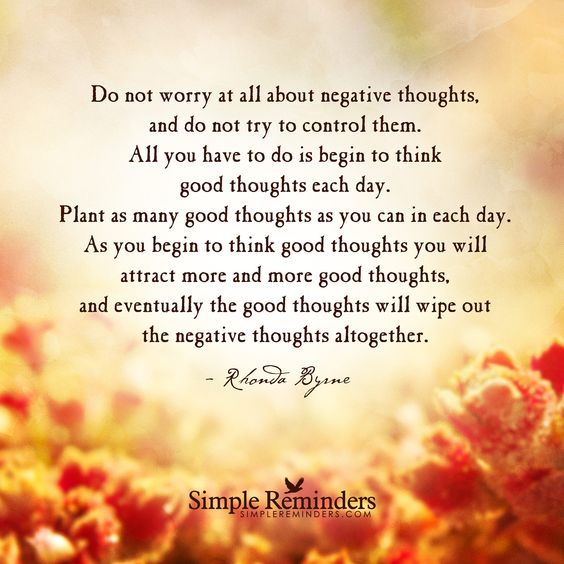 Do not worry at all about negative thoughts,
and do not try to control them.
All you have to do is begin to think
good thoughts each day.
Plant as many good thoughts as you can in each day.
As you begin to think good thoughts you will
attract more and more good thoughts,
and eventually the good thoughts will wipe out
the negative thoughts altogether.
- Rhonda Byrne
Simple Reminders
SIMPLEREMINDERS.COM